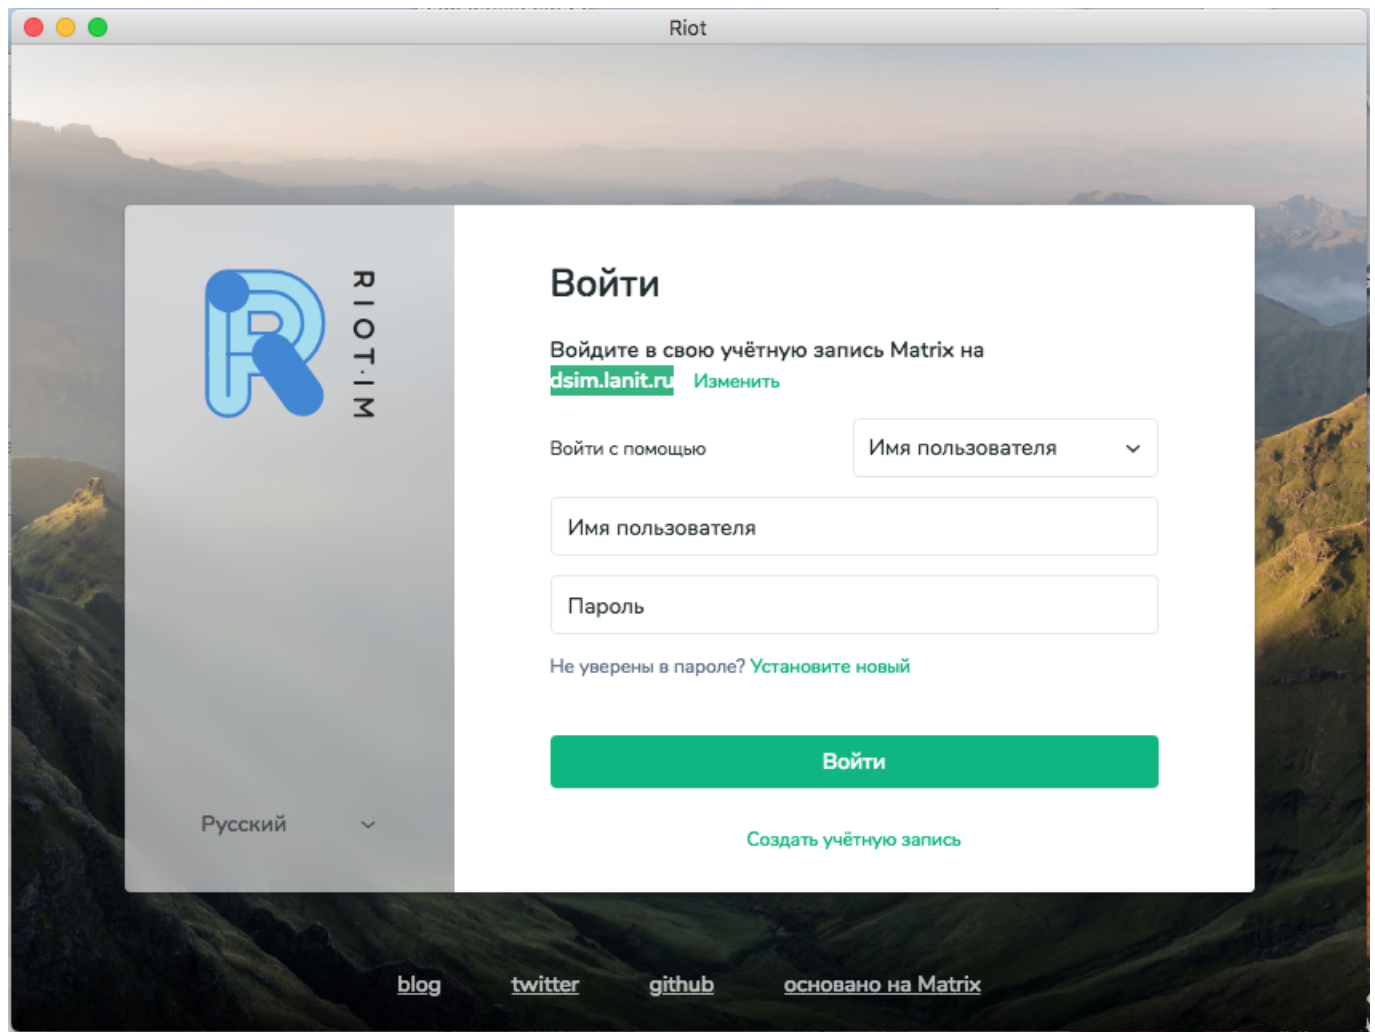 Riot
RIOT·IM
Войти
Войдите в свою учётную запись Matrix на
dsim.lanit.ru Изменить
Войти с помощью Имя пользователя
Имя пользователя
Пароль
Не уверены в пароле? Установите новый
Войти
Русский
Создать учётную запись
blog twitter github основано на Matrix